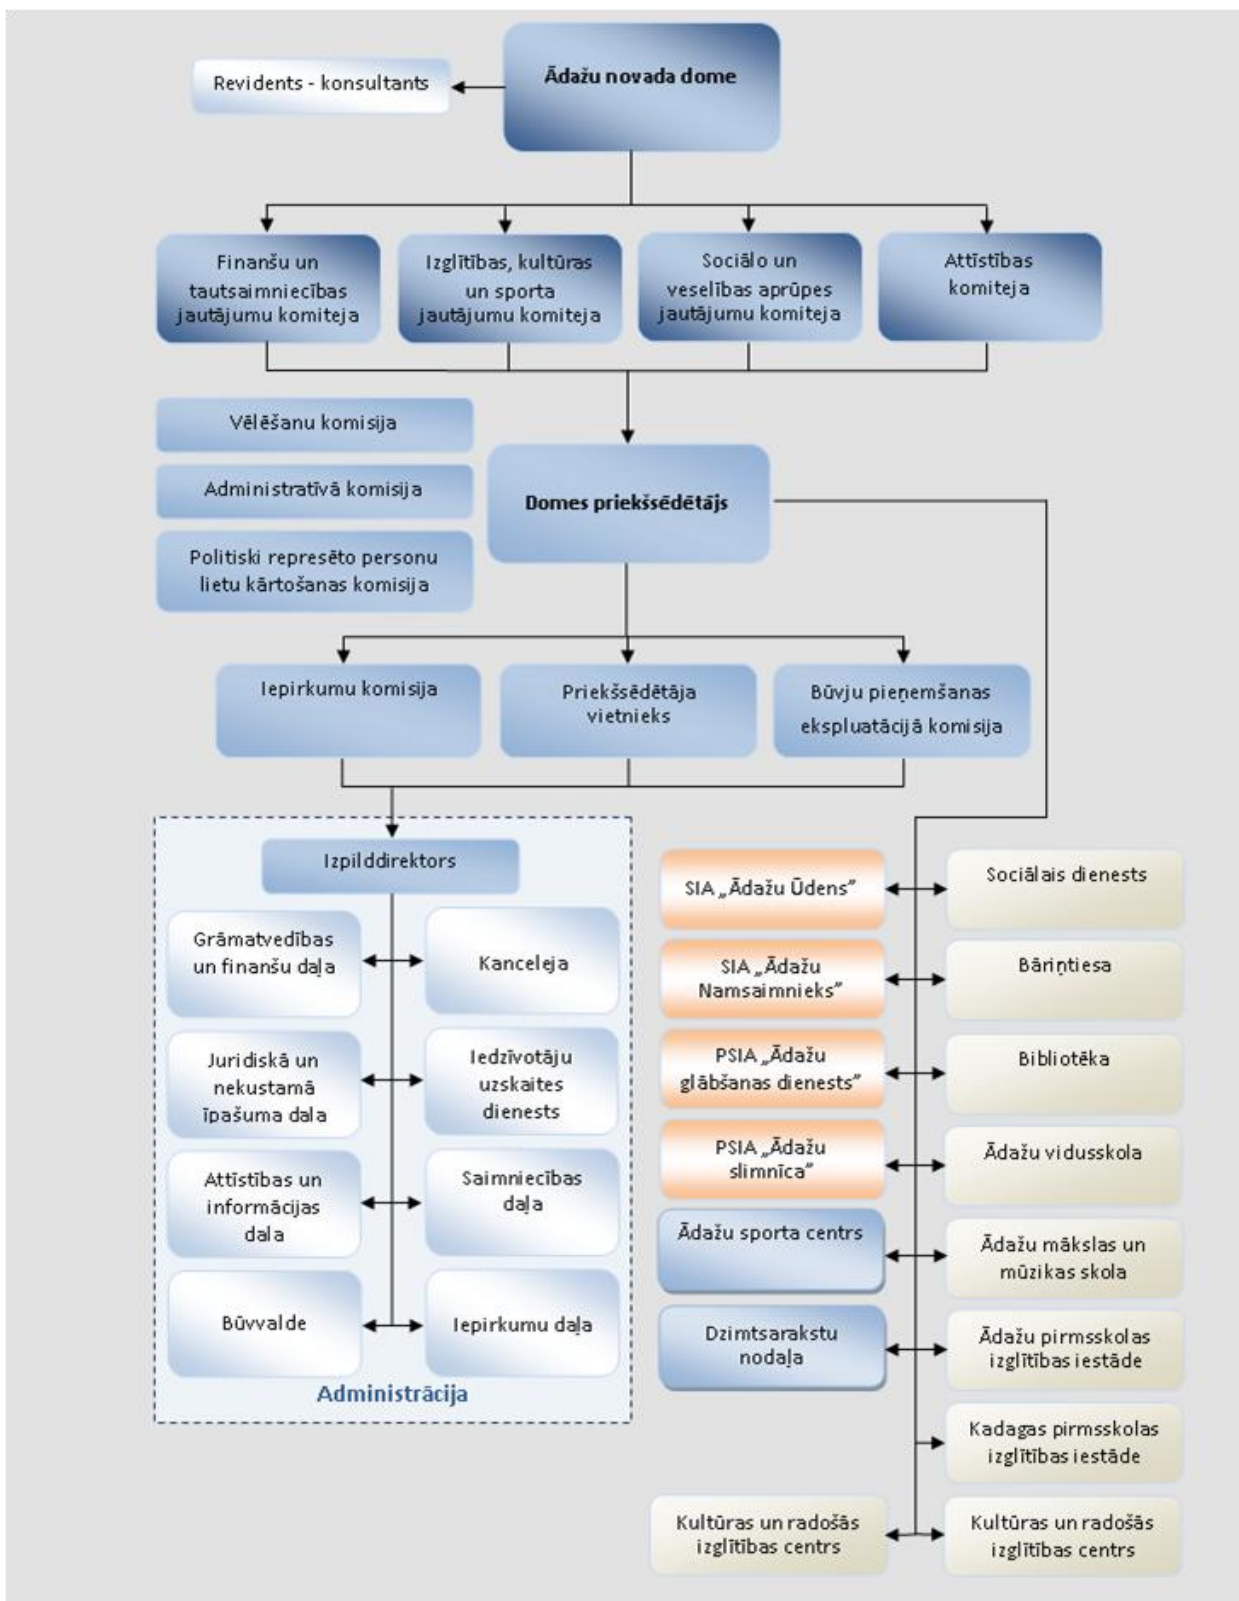 Ādažu novada dome
Revidents - konsultants
Finanšu un
tautsaimniecības
jautājumu komiteja
Izglītības, kultūras
un sporta
jautājumu komiteja
Sociālo un
veselības aprūpes
jautājumu komiteja
Attīstības
komiteja
Vēlēšanu komisija
Administratīvā komisija
Politiski represēto personu
lietu kārtošanas komisija
Domes priekšsēdētājs
Iepirkumu komisija
Priekšsēdētāja
vietnieks
Būvju pieņemšanas
ekspluatācijā komisija
Izpilddirektors
Grāmatvedības
un finanšu daļa
Kanceleja
Juridiskā un
nekustamā
īpašuma dala
Iedzīvotāju
uzskaites
dienests
Attīstības un
informācijas
dala
Saimniecības
daļa
Būvvalde
Iepirkumu daļa
Administrācija
SIA „Ādažu Ūdens”
Sociālais dienests
SIA „Ādažu
Namsaimnieks”
Bāriņtiesa
PSIA „Ādažu
glābšanas dienests”
Bibliotēka
PSIA „Ādažu
slimnīca”
Ādažu vidusskola
Ādažu sporta centrs
Ādažu mākslas un
mūzikas skola
Dzimtsarakstu
nodaļa
Ādažu pirmsskolas
izglītības iestāde
Kadagas pirmsskolas
izglītības iestāde
Kultūras un radošās
izglītības centrs
Kultūras un radošās
izglītības centrs